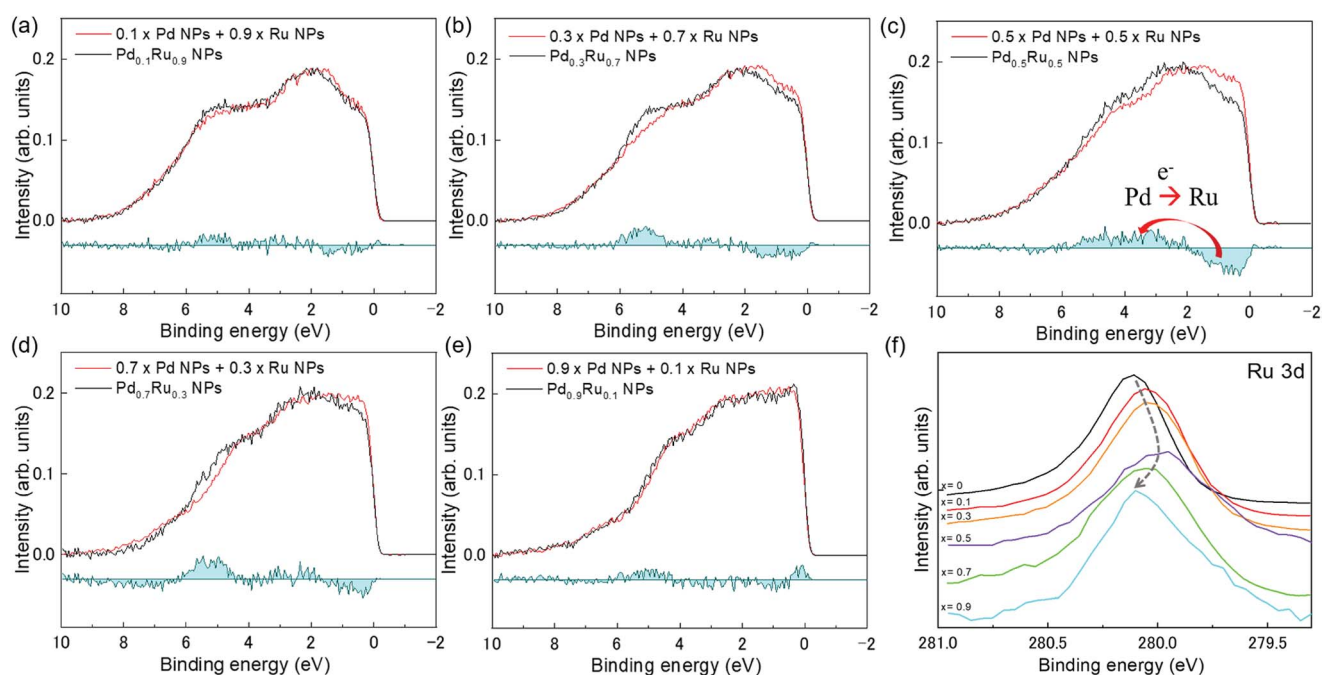 (a)
0.1 x Pd NPs + 0.9 x Ru NPs
Pd0.1Ru0.9 NPs
Intensity (arb. units)
0.2
0.1
0.0
10 8 6 4 2 0 −2
Binding energy (eV)
(b)
0.3 x Pd NPs + 0.7 x Ru NPs
Pd0.3Ru0.7 NPs
Intensity (arb. units)
0.2
0.1
0.0
10 8 6 4 2 0 −2
Binding energy (eV)
(c)
0.5 x Pd NPs + 0.5 x Ru NPs
Pd0.5Ru0.5 NPs
Intensity (arb. units)
0.2
0.1
0.0
e-
Pd → Ru
10 8 6 4 2 0 −2
Binding energy (eV)
(d)
0.7 x Pd NPs + 0.3 x Ru NPs
Pd0.7Ru0.3 NPs
Intensity (arb. units)
0.2
0.1
0.0
10 8 6 4 2 0 −2
Binding energy (eV)
(e)
0.9 x Pd NPs + 0.1 x Ru NPs
Pd0.9Ru0.1 NPs
Intensity (arb. units)
0.2
0.1
0.0
10 8 6 4 2 0 −2
Binding energy (eV)
(f)
Ru 3d
Intensity (arb. units)
x= 0
x= 0.1
x= 0.3
x= 0.5
x= 0.7
x= 0.9
281.0 280.5 280.0 279.5
Binding energy (eV)